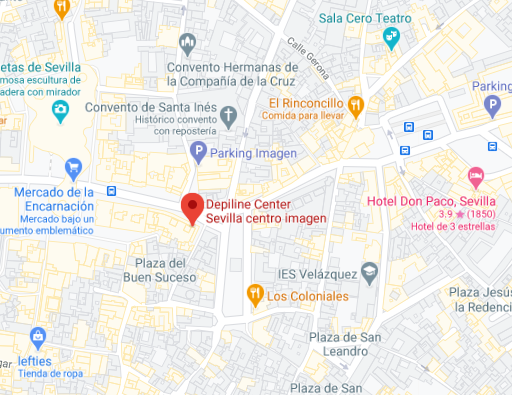 Sala Cero Teatro
Calle Gerona
Convento Hermanas de
la Compañía de la Cruz
etas de Sevilla
mosa escultura de
adera con mirador
El Rinconcillo
Comida para llevar
Parking
Convento de Santa Inés
Histórico convento
con repostería
ar
Parking Imagen
Mercado de la
Encarnación
Mercado bajo un
umento emblemático
Depiline Center
Sevilla centro imagen
Hotel Don Paco, Sevilla
3.9 ★ (1850)
Hotel de 3 estrellas
Plaza del
Buen Suceso
IES Velázquez
Los Coloniales
Plaza Jesús
la Redenci
Plaza de San
Leandro
lefties
Tienda de ropa
gar
Plaza de San